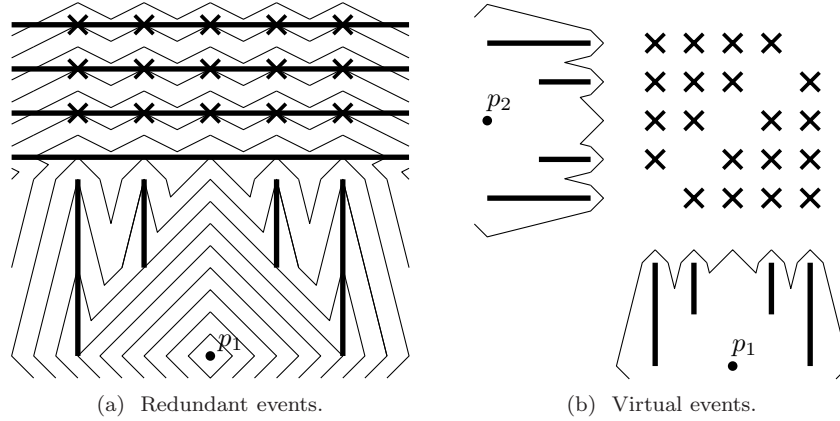 p₂
p₁
p₁
(a) Redundant events.
(b) Virtual events.